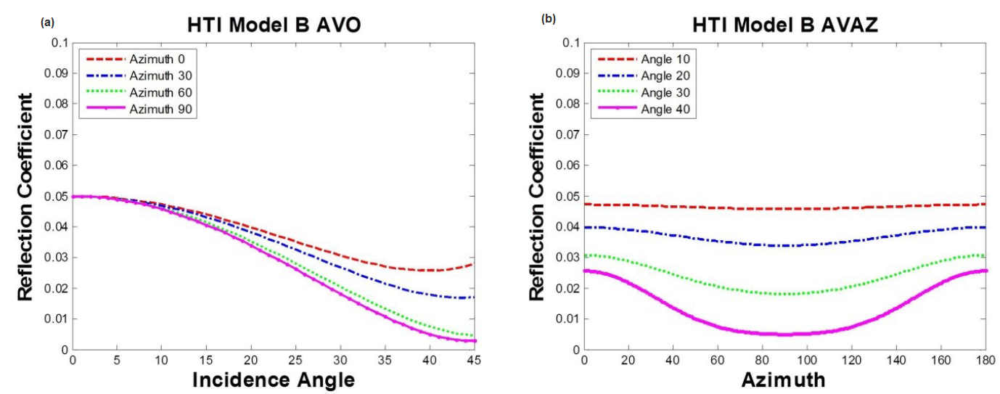 (a)
HTI Model B AVO
Reflection Coefficient
0.1
0.09
0.08
0.07
0.06
0.05
0.04
0.03
0.02
0.01
0
Azimuth 0
Azimuth 30
Azimuth 60
Azimuth 90
0 5 10 15 20 25 30 35 40 45
Incidence Angle
(b)
HTI Model B AVAZ
Reflection Coefficient
0.1
0.09
0.08
0.07
0.06
0.05
0.04
0.03
0.02
0.01
0
Angle 10
Angle 20
Angle 30
Angle 40
0 20 40 60 80 100 120 140 160 180
Azimuth